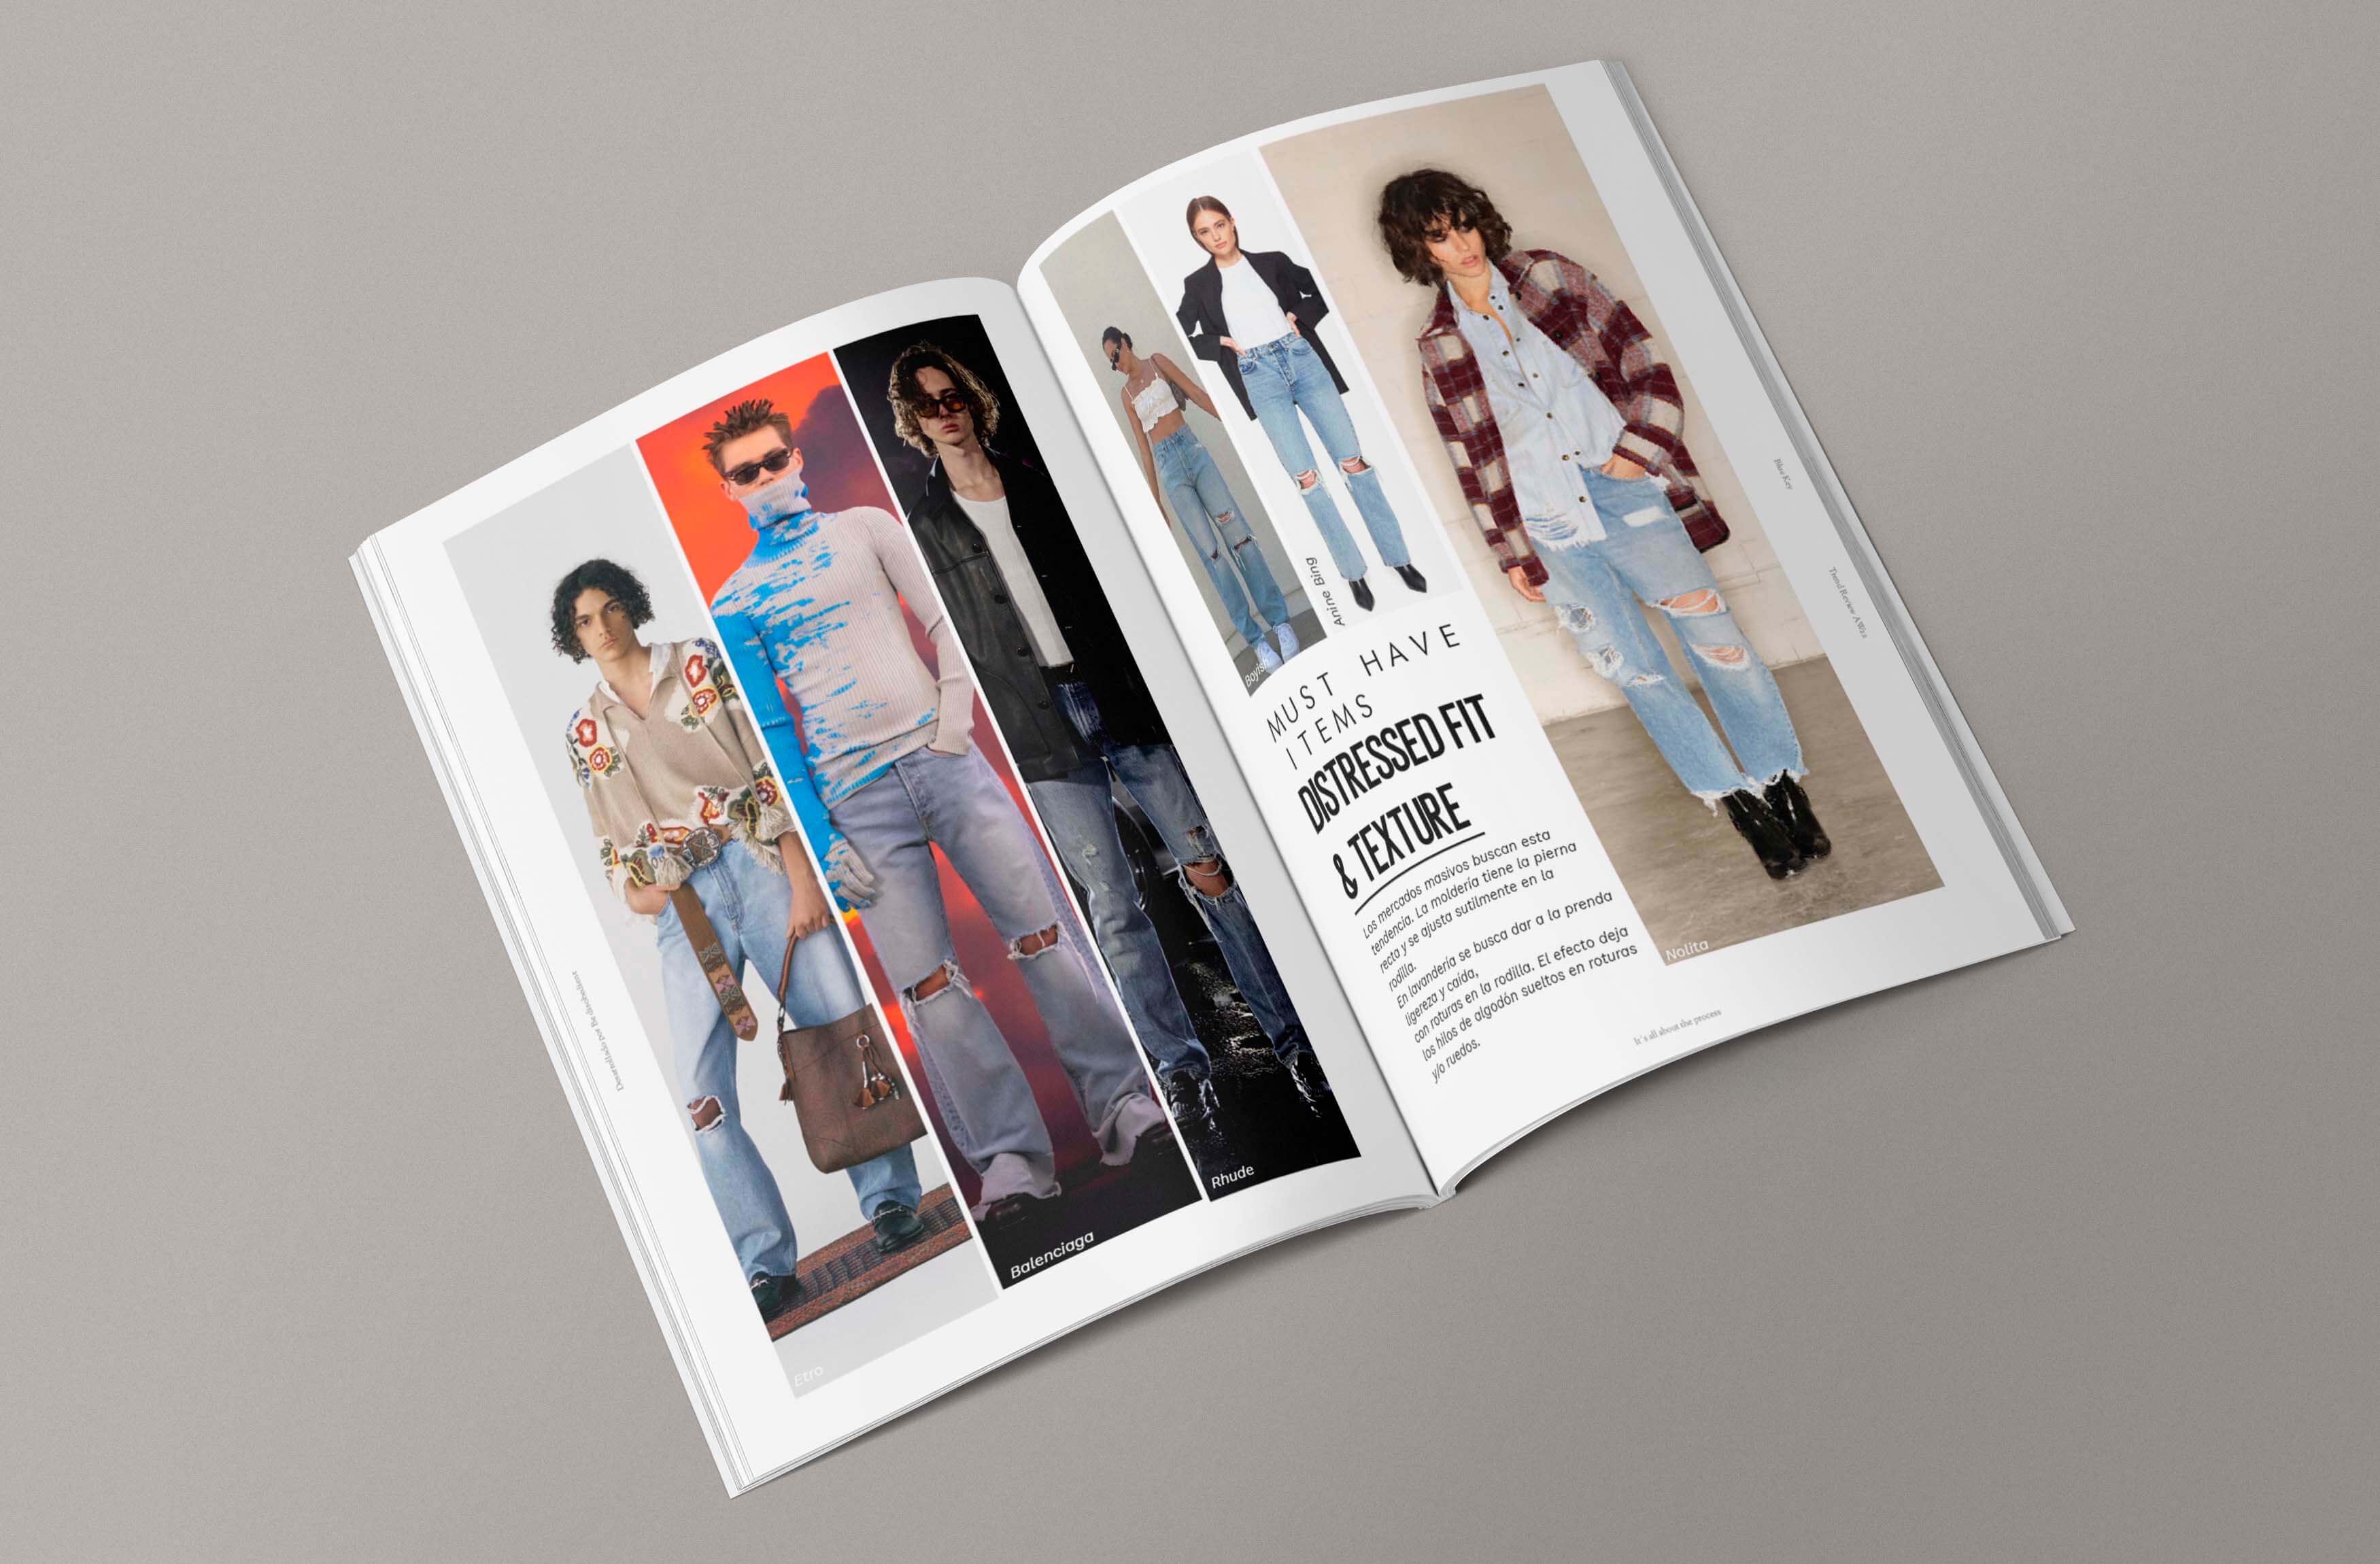 Etro
Balenciaga
Rhude
Boyish
Anine Bing
MUST HAVE
ITEMS
DISTRESSED FIT
& TEXTURE
Los mercados masivos buscan esta
tendencia. La moldería tiene la pierna
recta y se ajusta sutilmente en la
rodilla.
En lavandería se busca dar a la prenda
ligereza y caída,
con roturas en la rodilla. El efecto deja
los hilos de algodón sueltos en roturas
y/o ruedos.
Nolita
It's all about the process
Blue Key